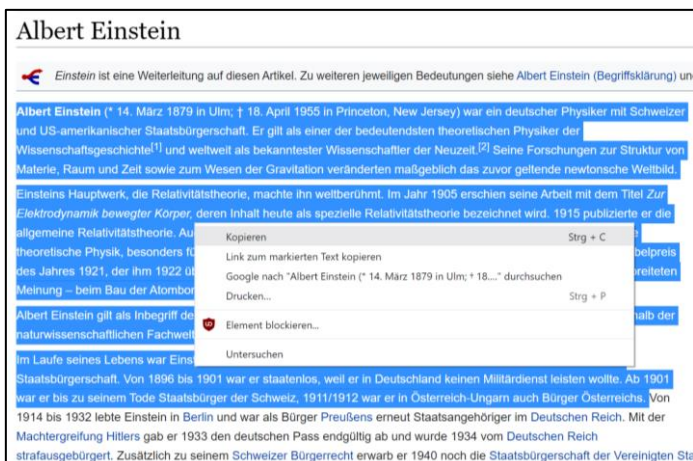 Albert Einstein
Einstein ist eine Weiterleitung auf diesen Artikel. Zu weiteren jeweiligen Bedeutungen siehe Albert Einstein (Begriffsklärung) un
Albert Einstein (* 14. März 1879 in Ulm; † 18. April 1955 in Princeton, New Jersey) war ein deutscher Physiker mit Schweizer
und US-amerikanischer Staatsbürgerschaft. Er gilt als einer der bedeutendsten theoretischen Physiker der
Wissenschaftsgeschichte[1] und weltweit als bekanntester Wissenschaftler der Neuzeit.[2] Seine Forschungen zur Struktur von
Materie, Raum und Zeit sowie zum Wesen der Gravitation veränderten maßgeblich das zuvor geltende newtonsche Weltbild.
Einsteins Hauptwerk, die Relativitätstheorie, machte ihn weltberühmt. Im Jahr 1905 erschien seine Arbeit mit dem Titel Zur
Elektrodynamik bewegter Körper, deren Inhalt heute als spezielle Relativitätstheorie bezeichnet wird. 1915 publizierte er die
allgemeine Relativitätstheorie. Au
Kopieren Strg + C
theoretische Physik, besonders fü
Link zum markierten Text kopieren
belpreis
des Jahres 1921, der ihm 1922 üb
Google nach "Albert Einstein (* 14. März 1879 in Ulm; † 18...." durchsuchen
breiteten
Meinung – beim Bau der Atombor
Drucken... Strg + P
Albert Einstein gilt als Inbegriff de
Element blockieren...
halb der
naturwissenschaftlichen Fachwelt
Untersuchen
Im Laufe seines Lebens war Eins
Staatsbürgerschaft. Von 1896 bis 1901 war er staatenlos, weil er in Deutschland keinen Militärdienst leisten wollte. Ab 1901
war er bis zu seinem Tode Staatsbürger der Schweiz, 1911/1912 war er in Österreich-Ungarn auch Bürger Österreichs. Von
1914 bis 1932 lebte Einstein in Berlin und war als Bürger Preußens erneut Staatsangehöriger im Deutschen Reich. Mit der
Machtergreifung Hitlers gab er 1933 den deutschen Pass endgültig ab und wurde 1934 vom Deutschen Reich
strafausgebürgert. Zusätzlich zu seinem Schweizer Bürgerrecht erwarb er 1940 noch die Staatsbürgerschaft der Vereinigten Sta